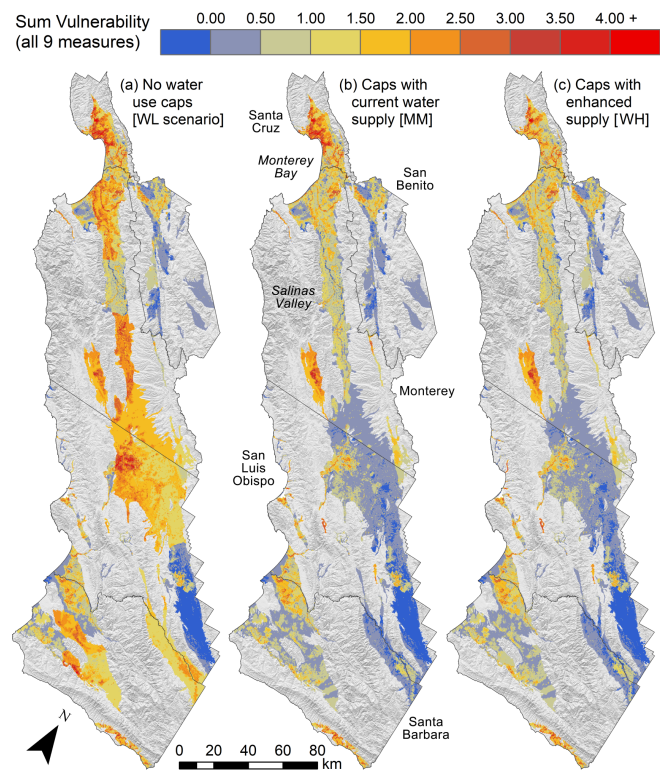 Sum Vulnerability
(all 9 measures)
0.00 0.50 1.00 1.50 2.00 2.50 3.00 3.50 4.00 +
(a) No water
use caps
[WL scenario]
(b) Caps with
current water
supply [MM]
(c) Caps with
enhanced
supply [WH]
Santa
Cruz
Monterey
Bay
San
Benito
Salinas
Valley
Monterey
San
Luis
Obispo
Santa
Barbara
N
0 20 40 60 80
km